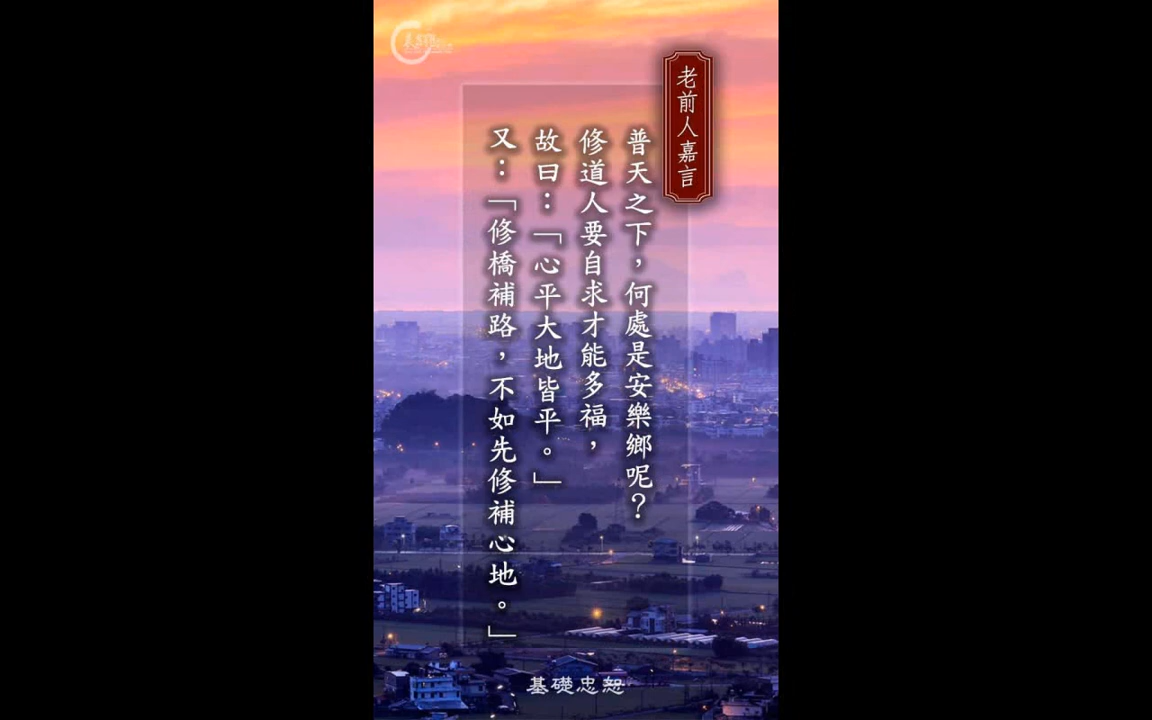 老前人嘉言
普天之下，何處是安樂鄉呢？
修道人要自求才能多福，
故曰：「心平大地皆平。」
又：「修橋補路，不如先修補心地。」
基礎忠恕